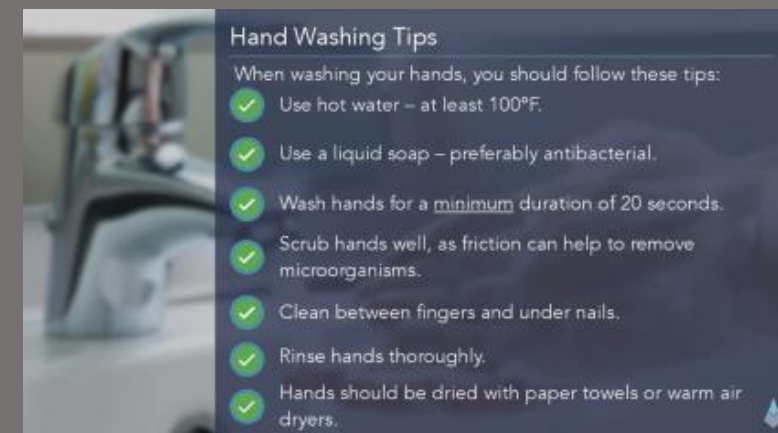 Hand Washing Tips
When washing your hands, you should follow these tips:
Use hot water – at least 100°F.
Use a liquid soap – preferably antibacterial.
Wash hands for a minimum duration of 20 seconds.
Scrub hands well, as friction can help to remove
microorganisms.
Clean between fingers and under nails.
Rinse hands thoroughly.
Hands should be dried with paper towels or warm air
dryers.